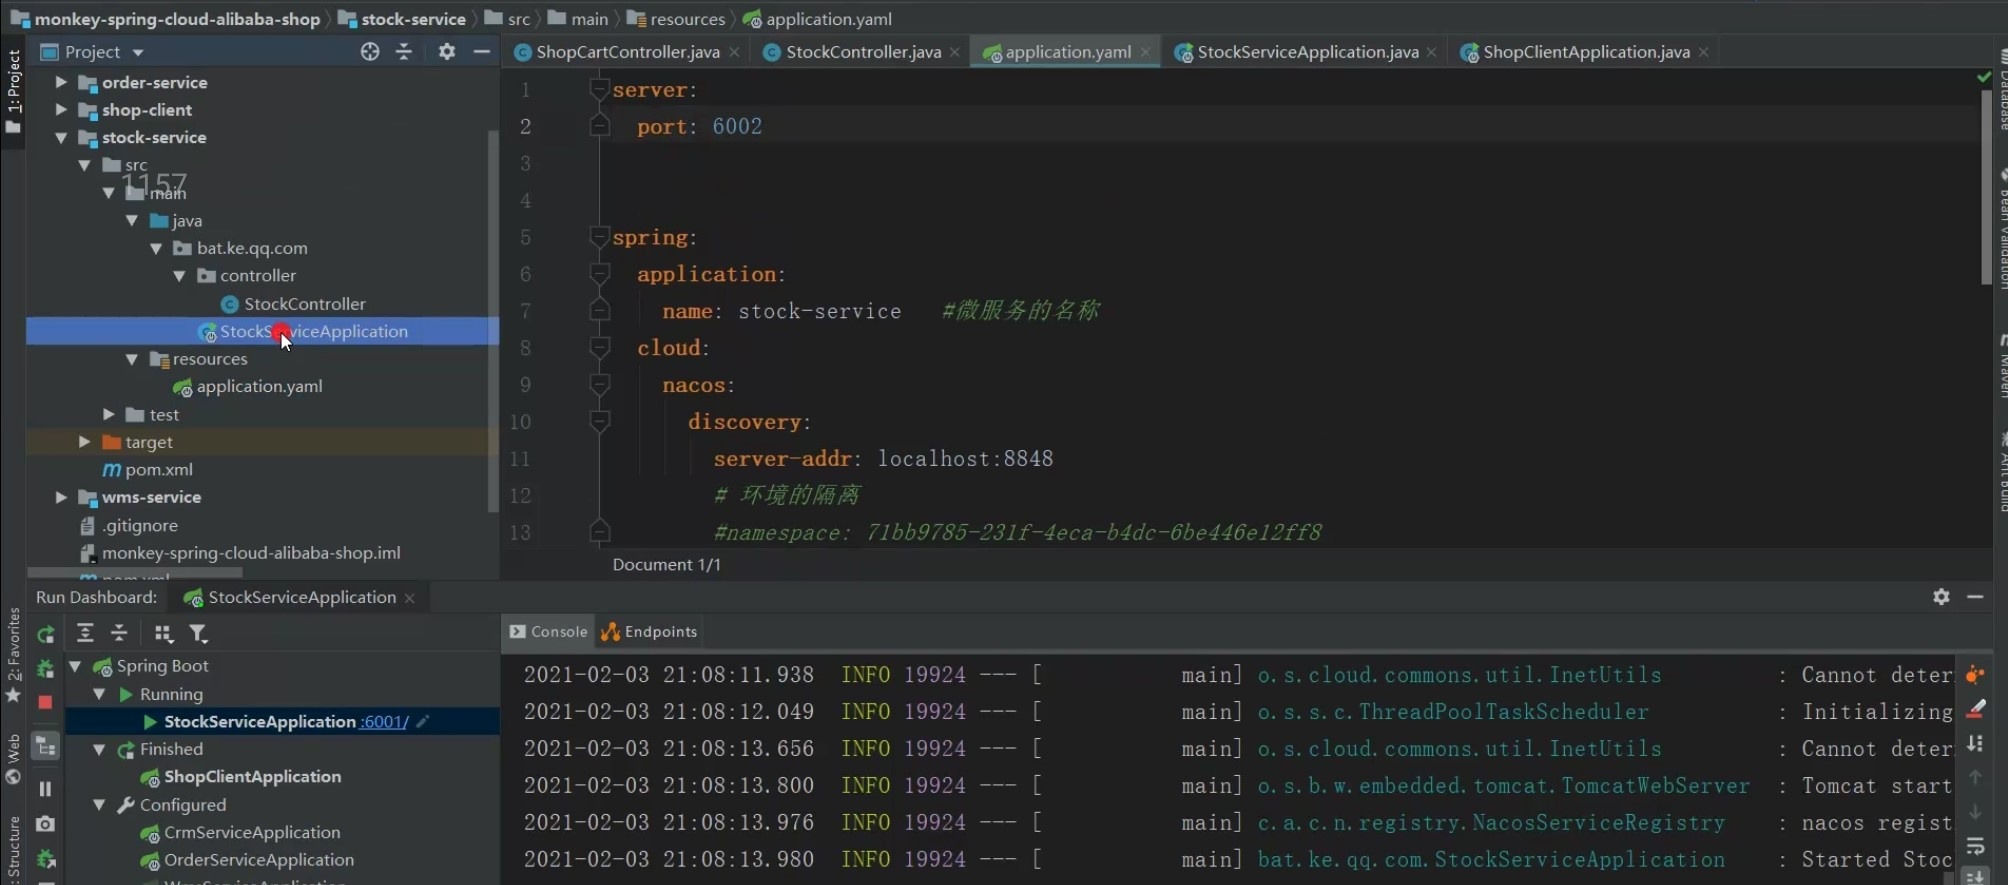 monkey-spring-cloud-alibaba-shop stock-service src main resources application.yaml
1: Project
Project
ShopCartController.java StockController.java application.yaml StockServiceApplication.java ShopClientApplication.java
order-service
shop-client
stock-service
src
1157
main
java
bat.ke.qq.com
controller
StockController
StockServiceApplication
resources
application.yaml
test
target
pom.xml
wms-service
.gitignore
monkey-spring-cloud-alibaba-shop.iml
1 server:
2 port: 6002
3
4
5 spring:
6 application:
7 name: stock-service #微服务的名称
8 cloud:
9 nacos:
10 discovery:
11 server-addr: localhost:8848
12 # 环境的隔离
13 #namespace: 71bb9785-231f-4eca-b4dc-6be446e12ff8
Document 1/1
Database
Bean Validation
Maven
Ant Build
Run Dashboard: StockServiceApplication
2: Favorites
Web
Structure
Spring Boot
Running
StockServiceApplication :6001/
Finished
ShopClientApplication
Configured
CrmServiceApplication
OrderServiceApplication
Console Endpoints
2021-02-03 21:08:11.938 INFO 19924 --- [ main] o.s.cloud.commons.util.InetUtils : Cannot deter
2021-02-03 21:08:12.049 INFO 19924 --- [ main] o.s.s.c.ThreadPoolTaskScheduler : Initializing
2021-02-03 21:08:13.656 INFO 19924 --- [ main] o.s.cloud.commons.util.InetUtils : Cannot deter
2021-02-03 21:08:13.800 INFO 19924 --- [ main] o.s.b.w.embedded.tomcat.TomcatWebServer : Tomcat start
2021-02-03 21:08:13.976 INFO 19924 --- [ main] c.a.c.n.registry.NacosServiceRegistry : nacos regist
2021-02-03 21:08:13.980 INFO 19924 --- [ main] bat.ke.qq.com.StockServiceApplication : Started Stoc